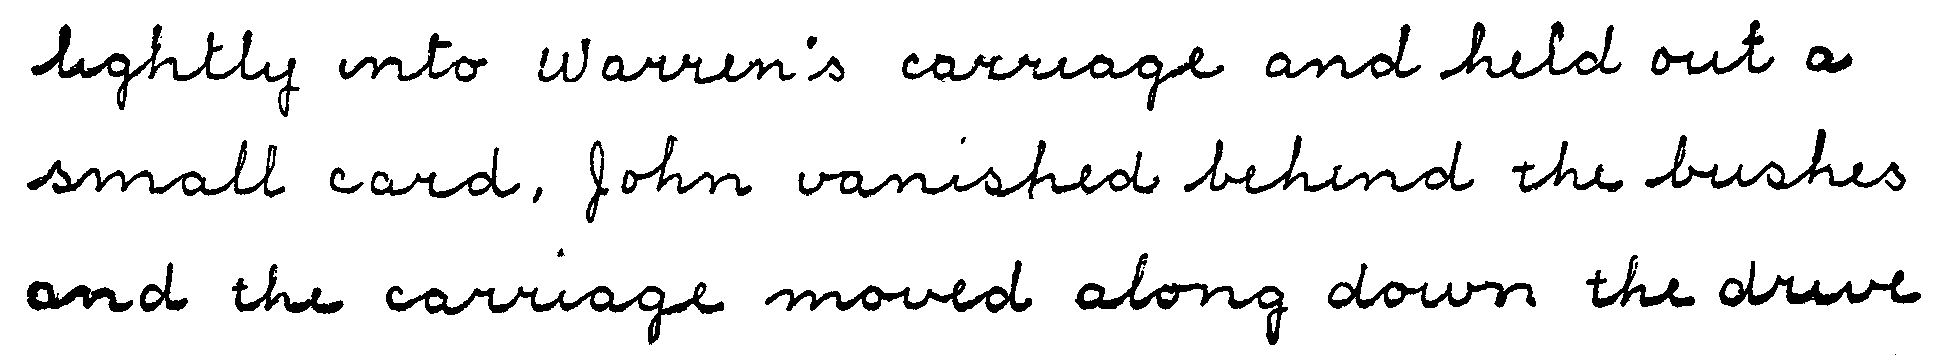 lightly into Warren's carriage and held out a
small card, John vanished behind the bushes
and the carriage moved along down the drive